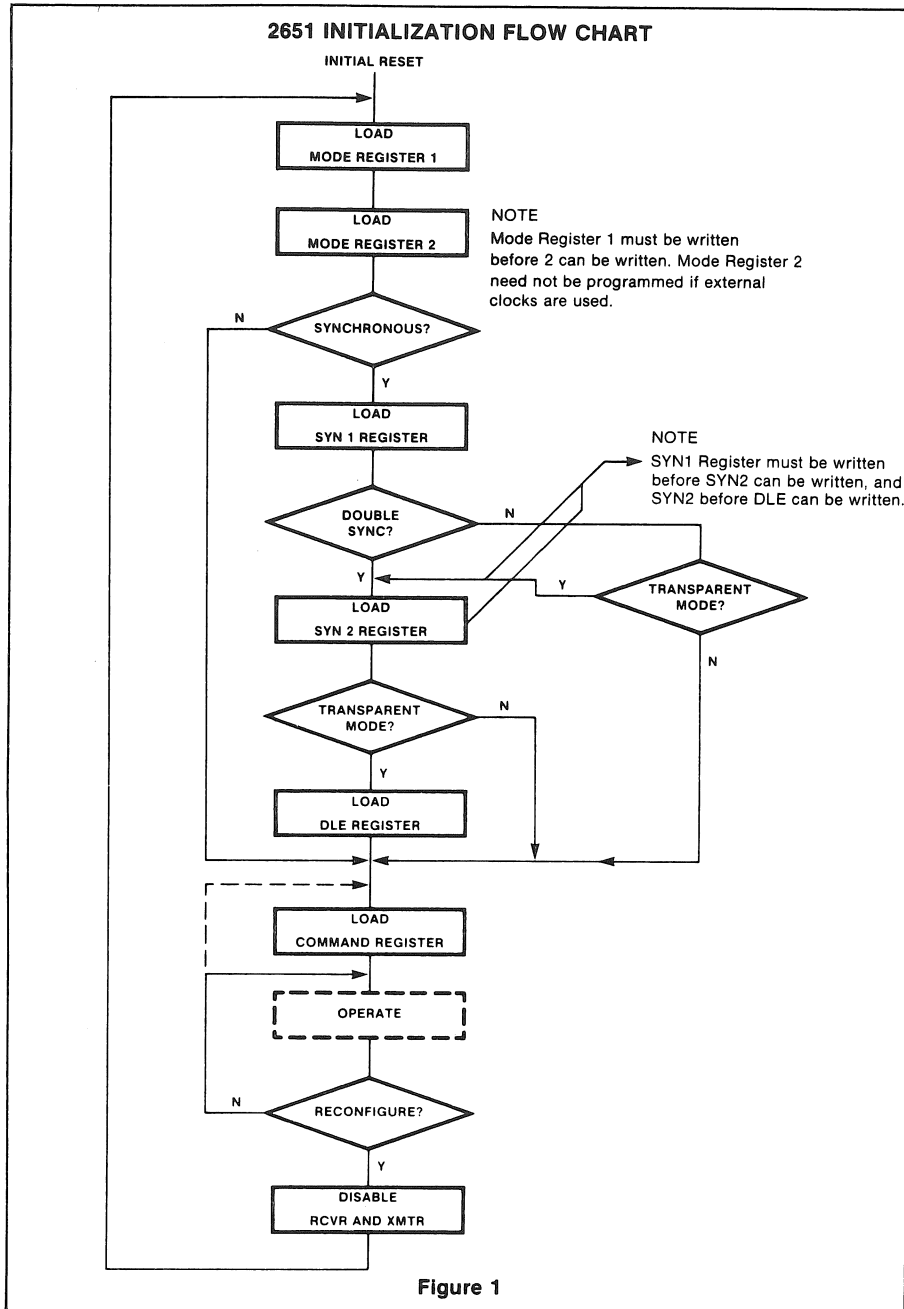 2651 INITIALIZATION FLOW CHART
INITIAL RESET
LOAD
MODE REGISTER 1
LOAD
MODE REGISTER 2
NOTE
Mode Register 1 must be written
before 2 can be written. Mode Register 2
need not be programmed if external
clocks are used.
N
SYNCHRONOUS?
Y
LOAD
SYN 1 REGISTER
NOTE
SYN1 Register must be written
before SYN2 can be written, and
SYN2 before DLE can be written.
DOUBLE
SYNC?
N
Y
Y
TRANSPARENT
MODE?
LOAD
SYN 2 REGISTER
N
TRANSPARENT
MODE?
N
Y
LOAD
DLE REGISTER
LOAD
COMMAND REGISTER
OPERATE
N
RECONFIGURE?
Y
DISABLE
RCVR AND XMTR
Figure 1